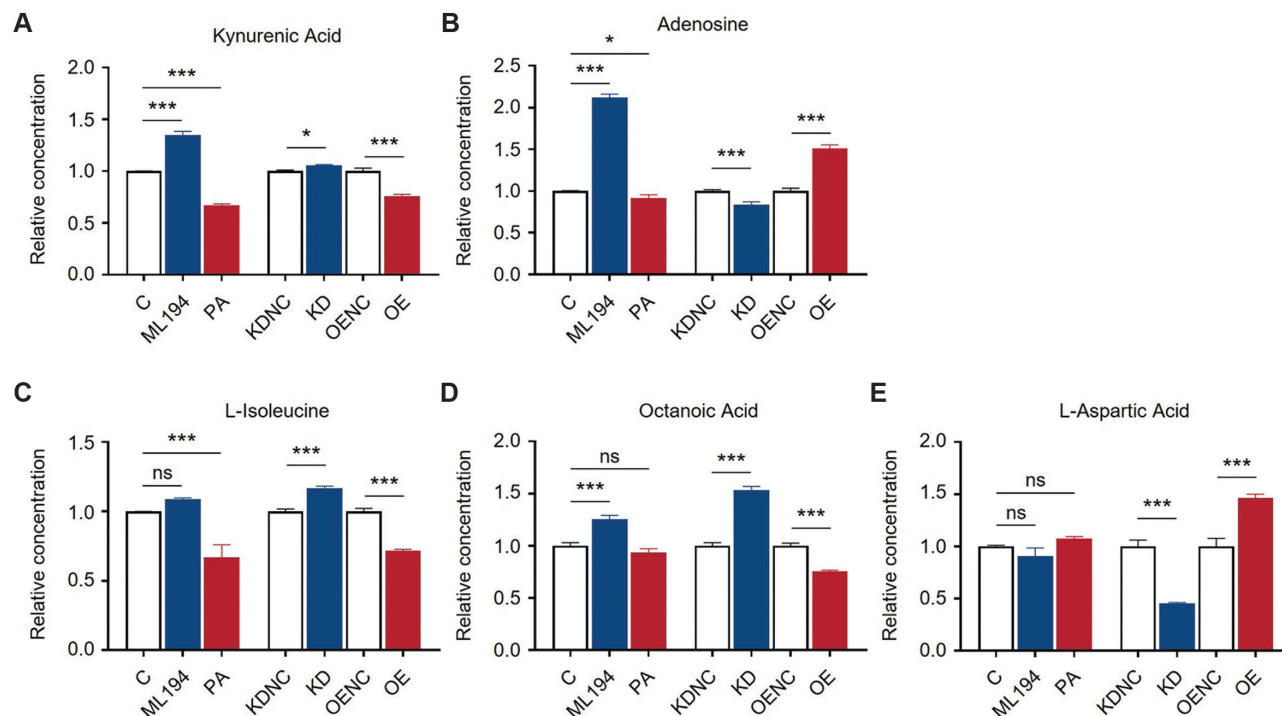 A
Kynurenic Acid
Relative concentration
2.0
1.5
1.0
0.5
0.0
***
***
*
***
C
ML194
PA
KDNC
KD
OENC
OE
B
Adenosine
Relative concentration
2.5
2.0
1.5
1.0
0.5
0.0
*
***
***
***
C
ML194
PA
KDNC
KD
OENC
OE
C
L-Isoleucine
Relative concentration
1.5
1.0
0.5
0.0
***
ns
***
***
C
ML194
PA
KDNC
KD
OENC
OE
D
Octanoic Acid
Relative concentration
2.0
1.5
1.0
0.5
0.0
ns
***
***
***
C
ML194
PA
KDNC
KD
OENC
OE
E
L-Aspartic Acid
Relative concentration
2.0
1.5
1.0
0.5
0.0
ns
ns
***
***
C
ML194
PA
KDNC
KD
OENC
OE